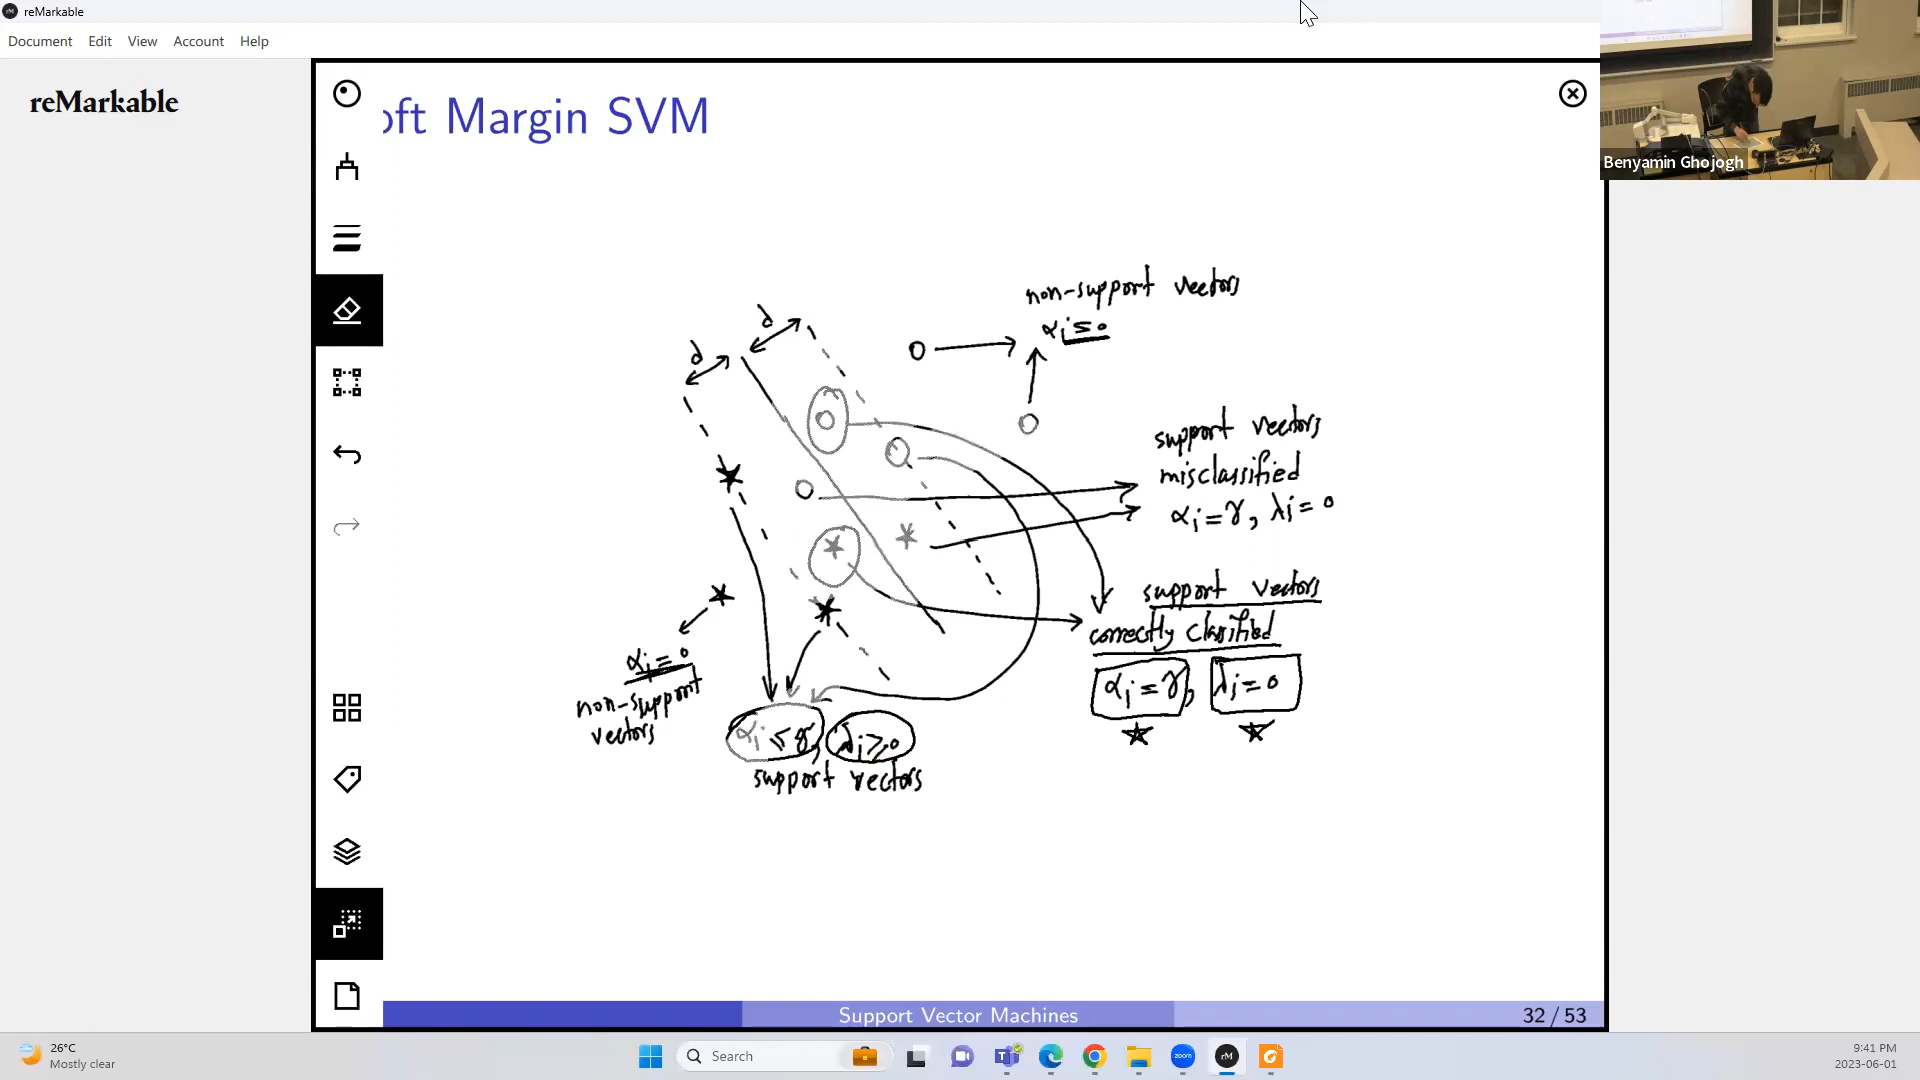 reMarkable
Document Edit View Account Help
reMarkable
oft Margin SVM
Benyamin Ghojogh
non-support vectors
αi = 0
d
d
support vectors
misclassified
αi = γ, λi = 0
support vectors
correctly classified
αi = γ, λi = 0
αi = 0
non-support
vectors
αi ≤ γ, λi ≥ 0
support vectors
Support Vector Machines
32 / 53
26°C
Mostly clear
Search
zoom
rM
9:41 PM
2023-06-01